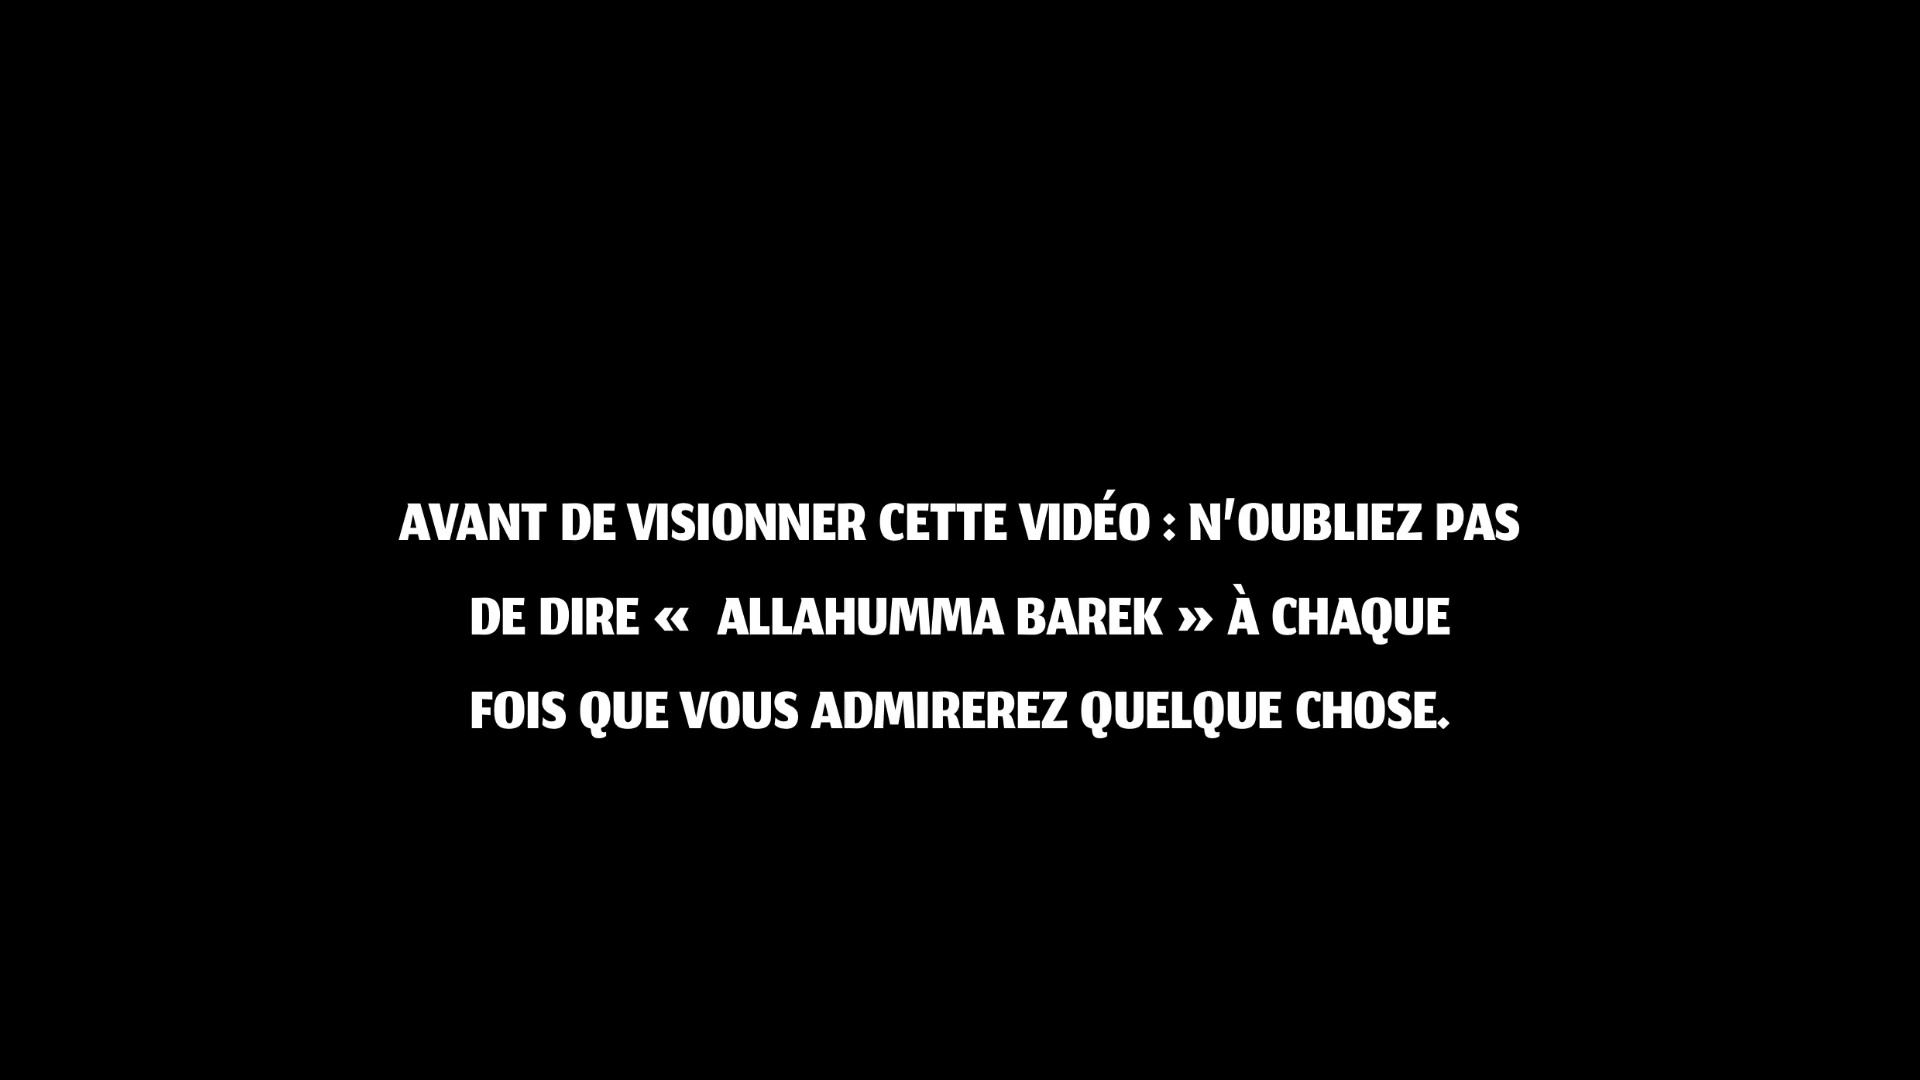 AVANT DE VISIONNER CETTE VIDÉO : N'OUBLIEZ PAS
DE DIRE «  ALLAHUMMA BAREK » À CHAQUE
FOIS QUE VOUS ADMIREREZ QUELQUE CHOSE.